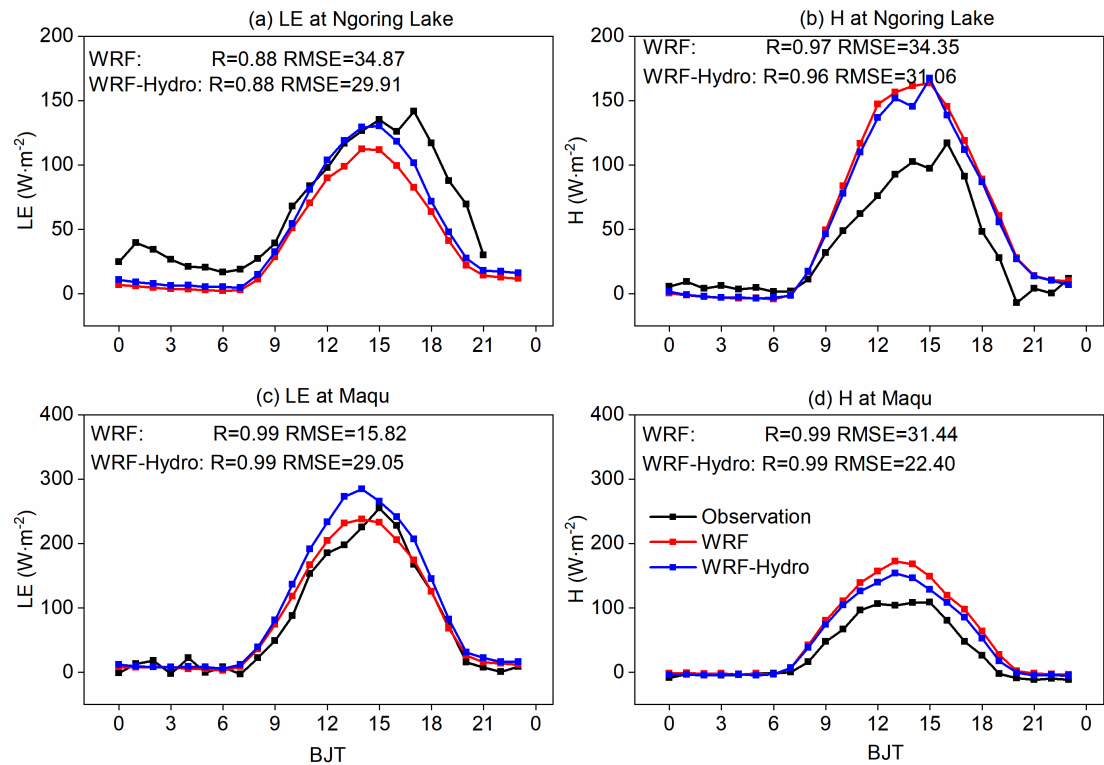 (a) LE at Ngoring Lake
WRF: R=0.88 RMSE=34.87
WRF-Hydro: R=0.88 RMSE=29.91
LE (W·m-2)
200
150
100
50
0
0 3 6 9 12 15 18 21 0
(b) H at Ngoring Lake
WRF: R=0.97 RMSE=34.35
WRF-Hydro: R=0.96 RMSE=31.06
H (W·m-2)
200
150
100
50
0
0 3 6 9 12 15 18 21 0
(c) LE at Maqu
WRF: R=0.99 RMSE=15.82
WRF-Hydro: R=0.99 RMSE=29.05
LE (W·m-2)
400
300
200
100
0
0 3 6 9 12 15 18 21 0
BJT
(d) H at Maqu
WRF: R=0.99 RMSE=31.44
WRF-Hydro: R=0.99 RMSE=22.40
Observation
WRF
WRF-Hydro
H (W·m-2)
400
300
200
100
0
0 3 6 9 12 15 18 21 0
BJT